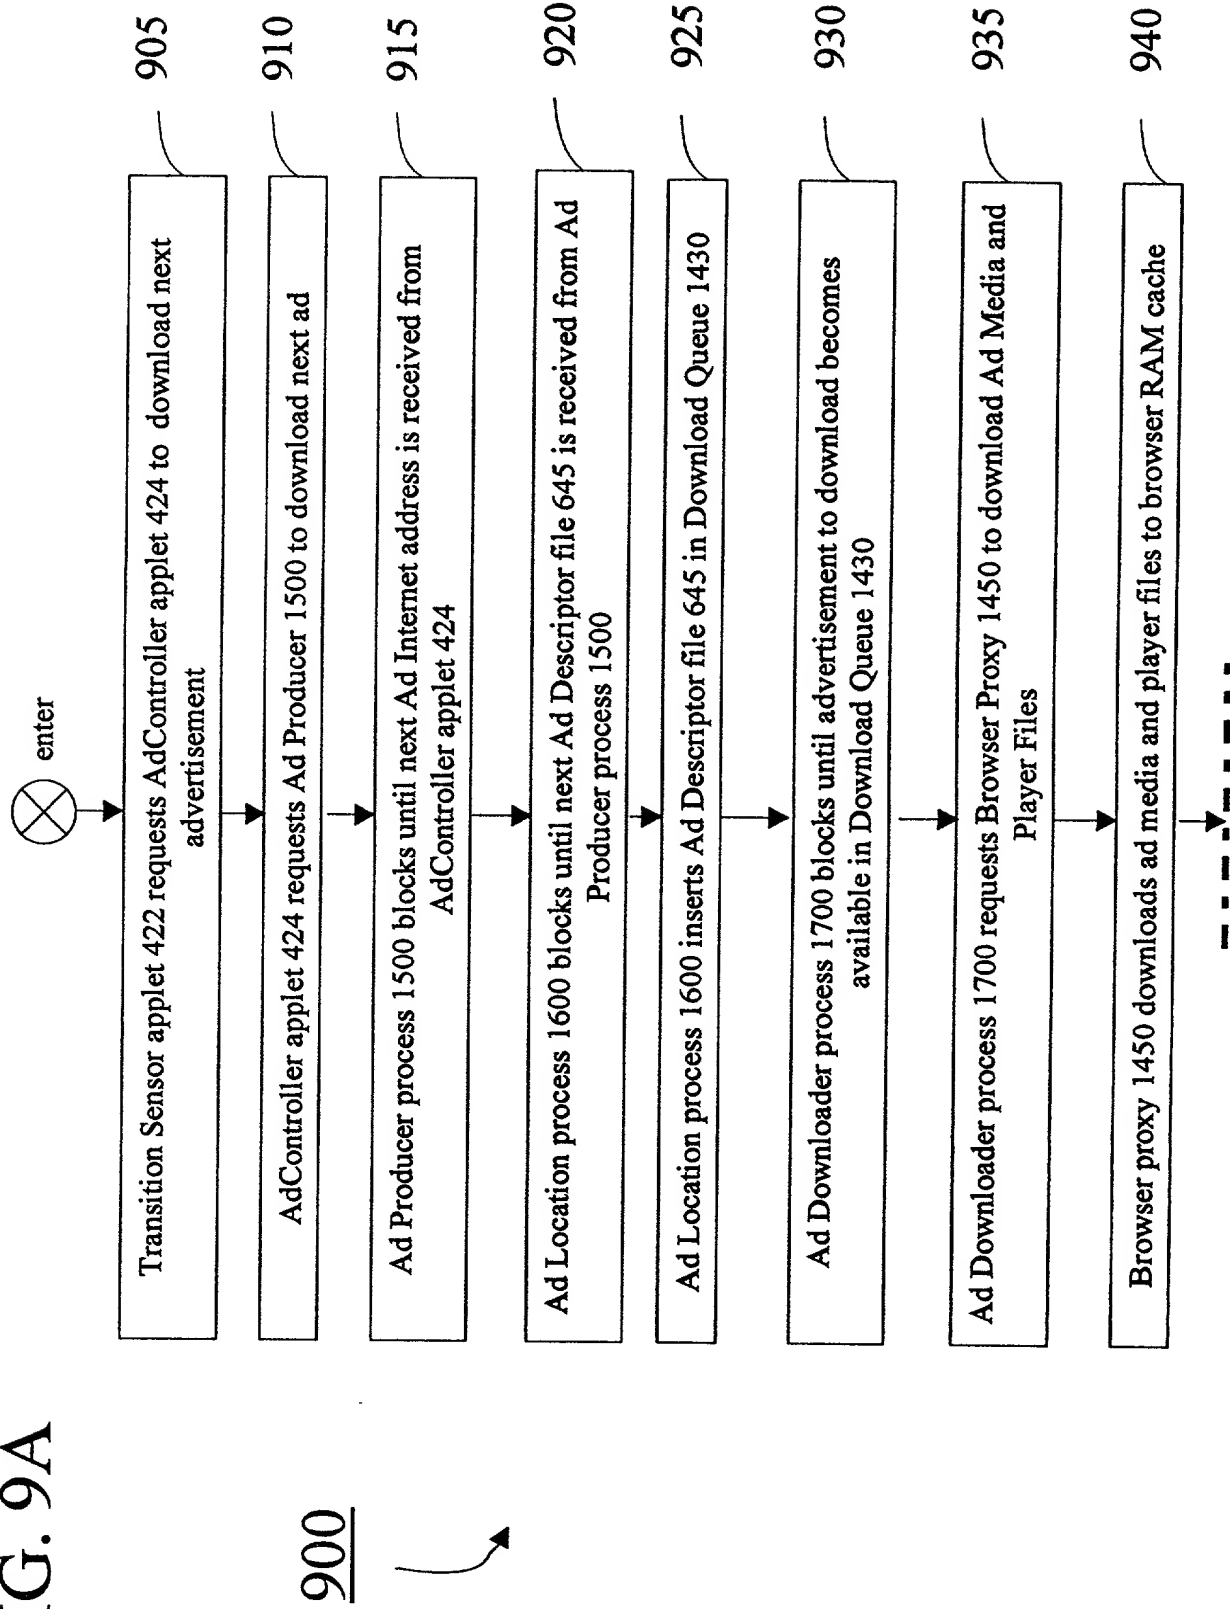 IG. 9A
900
enter
Transition Sensor applet 422 requests AdController applet 424 to download next
advertisement
905
AdController applet 424 requests Ad Producer 1500 to download next ad
910
Ad Producer process 1500 blocks until next Ad Internet address is received from
AdController applet 424
915
Ad Location process 1600 blocks until next Ad Descriptor file 645 is received from Ad
Producer process 1500
920
Ad Location process 1600 inserts Ad Descriptor file 645 in Download Queue 1430
925
Ad Downloader process 1700 blocks until advertisement to download becomes
available in Download Queue 1430
930
Ad Downloader process 1700 requests Browser Proxy 1450 to download Ad Media and
Player Files
935
Browser proxy 1450 downloads ad media and player files to browser RAM cache
940